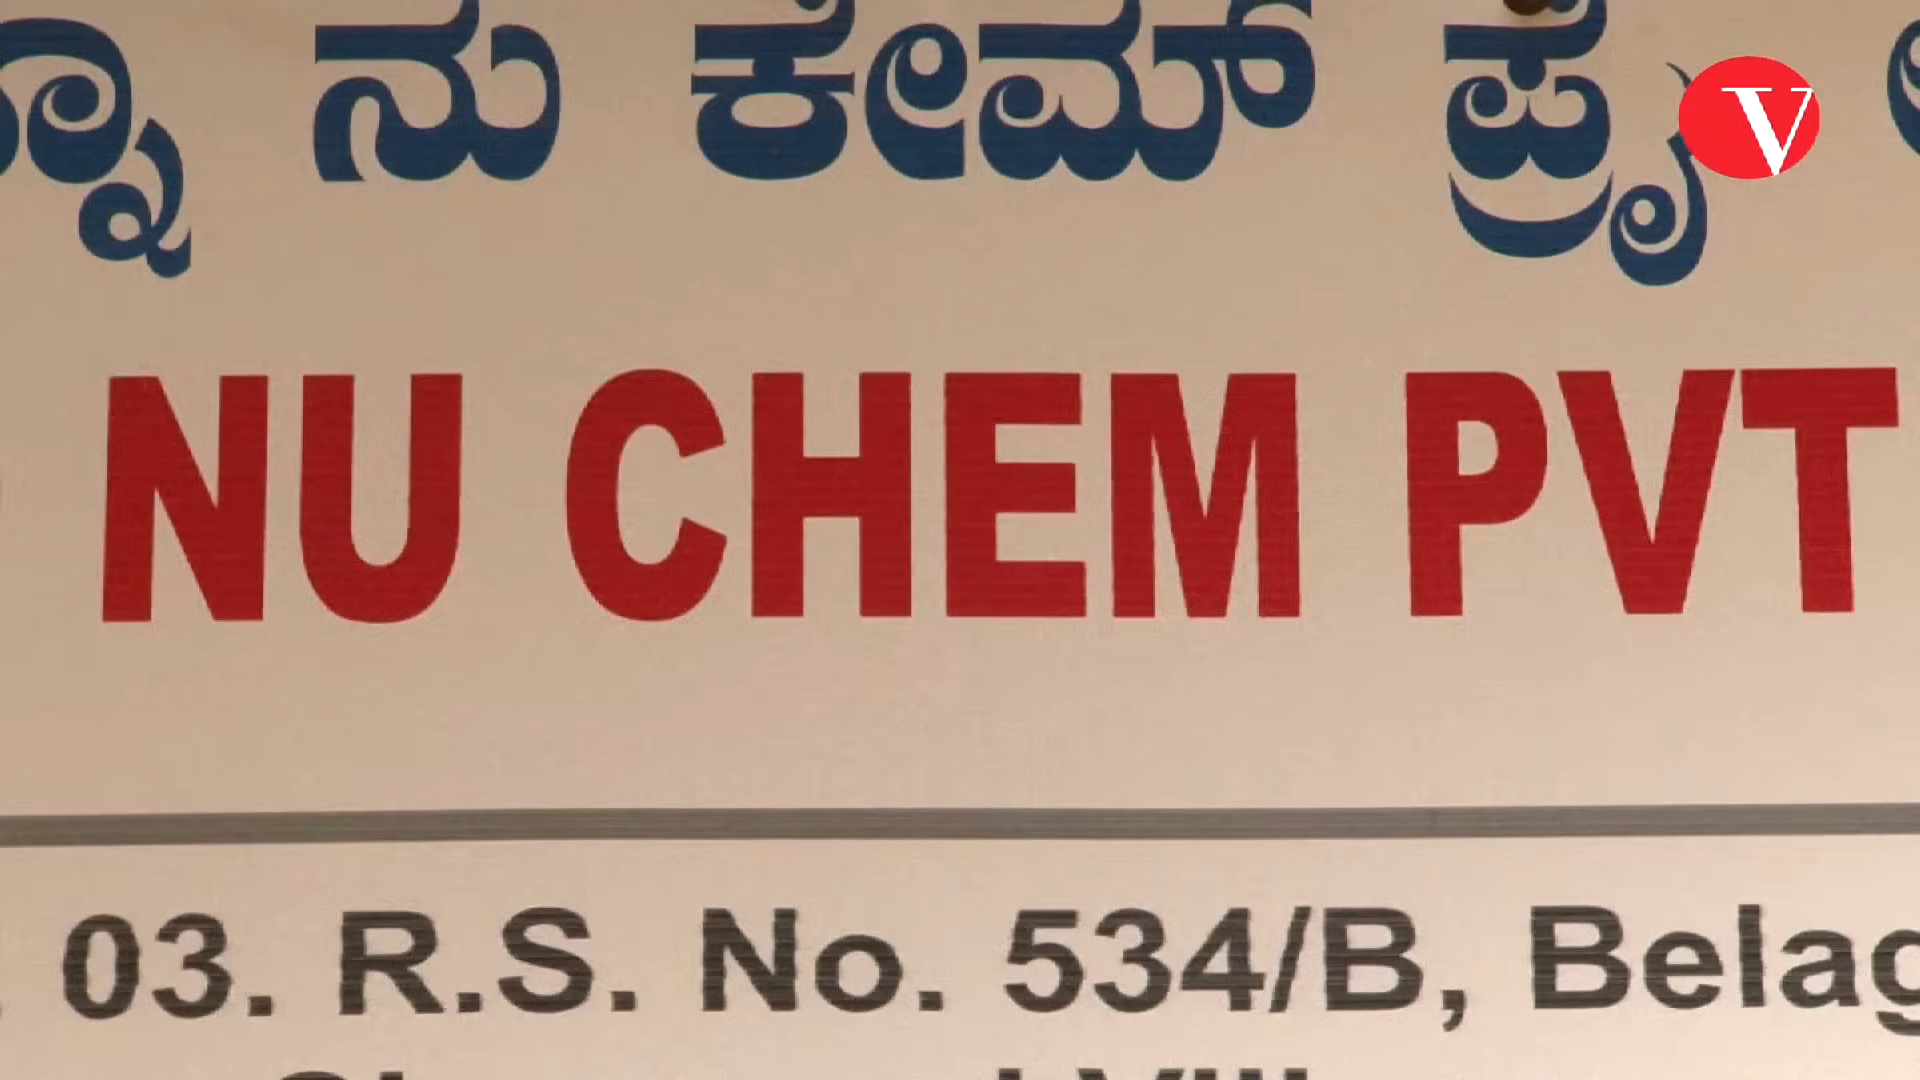 ನು ಕೇಮ್ ಪ್ರೈ
V
NU CHEM PVT
03. R.S. No. 534/B, Belag